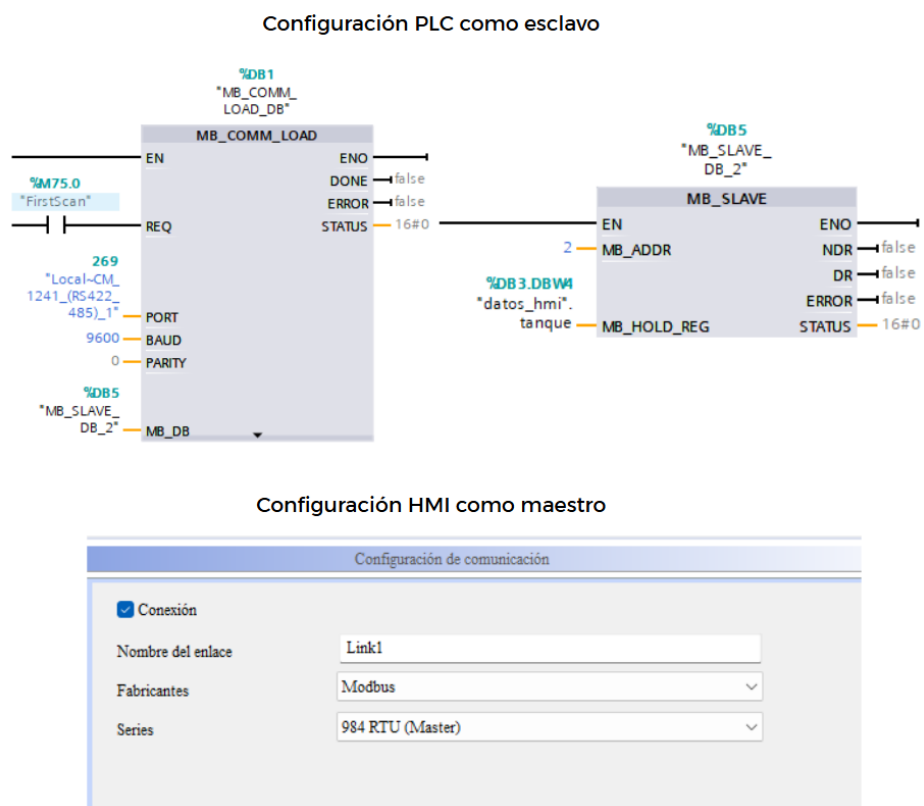 Configuración PLC como esclavo
%DB1
"MB_COMM_
LOAD_DB"
MB_COMM_LOAD
EN
ENO
DONE
false
%M75.0
"FirstScan"
ERROR
false
REQ
STATUS
16#0
269
"Local~CM_
1241_(RS422_
485)_1"
PORT
9600
BAUD
0
PARITY
%DB5
"MB_SLAVE_
DB_2"
MB_DB
%DB5
"MB_SLAVE_
DB_2"
MB_SLAVE
EN
ENO
2
MB_ADDR
NDR
false
DR
false
%DB3.DBW4
"datos_hmi".
tanque
MB_HOLD_REG
ERROR
false
STATUS
16#0
Configuración HMI como maestro
Configuración de comunicación
Conexión
Nombre del enlace
Link1
Fabricantes
Modbus
Series
984 RTU (Master)